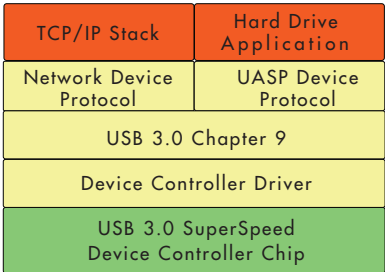 TCP/IP Stack
Hard Drive
Application
Network Device
Protocol
UASP Device
Protocol
USB 3.0 Chapter 9
Device Controller Driver
USB 3.0 SuperSpeed
Device Controller Chip